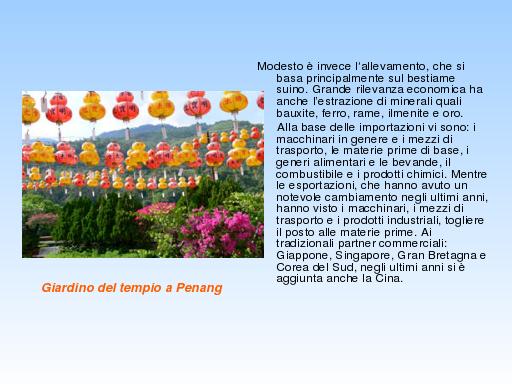 Modesto è invece l'allevamento, che si
basa principalmente sul bestiame
suino. Grande rilevanza economica ha
anche l'estrazione di minerali quali
bauxite, ferro, rame, ilmenite e oro.
Alla base delle importazioni vi sono: i
macchinari in genere e i mezzi di
trasporto, le materie prime di base, i
generi alimentari e le bevande, il
combustibile e i prodotti chimici. Mentre
le esportazioni, che hanno avuto un
notevole cambiamento negli ultimi anni,
hanno visto i macchinari, i mezzi di
trasporto e i prodotti industriali, togliere
il posto alle materie prime. Ai
tradizionali partner commerciali:
Giappone, Singapore, Gran Bretagna e
Corea del Sud, negli ultimi anni si è
aggiunta anche la Cina.
Giardino del tempio a Penang